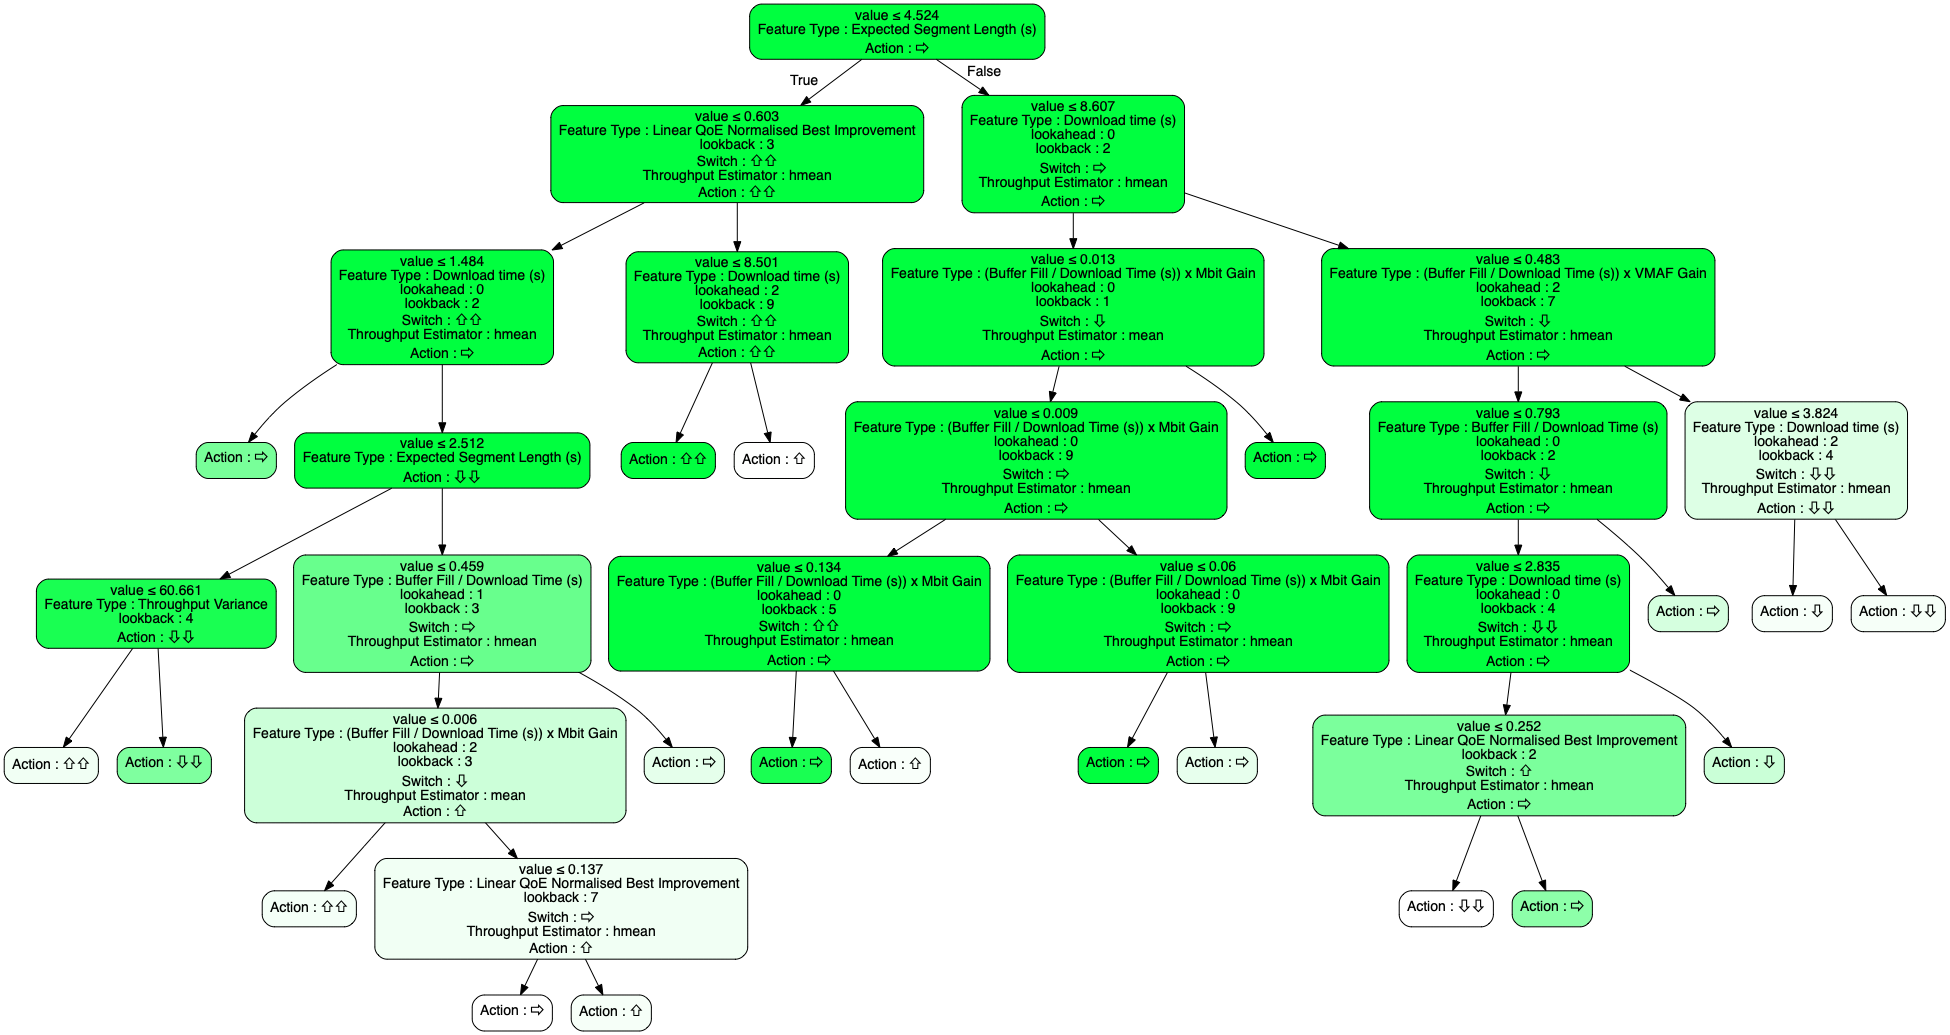 value ≤ 4.524
Feature Type : Expected Segment Length (s)
Action : ⇨
True
False
value ≤ 0.603
Feature Type : Linear QoE Normalised Best Improvement
lookback : 3
Switch : ⇧⇧
Throughput Estimator : hmean
Action : ⇧⇧
value ≤ 8.607
Feature Type : Download time (s)
lookahead : 0
lookback : 2
Switch : ⇨
Throughput Estimator : hmean
Action : ⇨
value ≤ 1.484
Feature Type : Download time (s)
lookahead : 0
lookback : 2
Switch : ⇧⇧
Throughput Estimator : hmean
Action : ⇨
value ≤ 8.501
Feature Type : Download time (s)
lookahead : 2
lookback : 9
Switch : ⇧⇧
Throughput Estimator : hmean
Action : ⇧⇧
value ≤ 0.013
Feature Type : (Buffer Fill / Download Time (s)) x Mbit Gain
lookahead : 0
lookback : 1
Switch : ⇩
Throughput Estimator : mean
Action : ⇨
value ≤ 0.483
Feature Type : (Buffer Fill / Download Time (s)) x VMAF Gain
lookahead : 2
lookback : 7
Switch : ⇩
Throughput Estimator : hmean
Action : ⇨
Action : ⇨
value ≤ 2.512
Feature Type : Expected Segment Length (s)
Action : ⇩⇩
Action : ⇧⇧
Action : ⇧
value ≤ 0.009
Feature Type : (Buffer Fill / Download Time (s)) x Mbit Gain
lookahead : 0
lookback : 9
Switch : ⇨
Throughput Estimator : hmean
Action : ⇨
Action : ⇨
value ≤ 0.793
Feature Type : Buffer Fill / Download Time (s)
lookahead : 0
lookback : 2
Switch : ⇩
Throughput Estimator : hmean
Action : ⇨
value ≤ 3.824
Feature Type : Download time (s)
lookahead : 2
lookback : 4
Switch : ⇩⇩
Throughput Estimator : hmean
Action : ⇩⇩
value ≤ 60.661
Feature Type : Throughput Variance
lookback : 4
Action : ⇩⇩
value ≤ 0.459
Feature Type : Buffer Fill / Download Time (s)
lookahead : 1
lookback : 3
Switch : ⇨
Throughput Estimator : hmean
Action : ⇨
value ≤ 0.134
Feature Type : (Buffer Fill / Download Time (s)) x Mbit Gain
lookahead : 0
lookback : 5
Switch : ⇧⇧
Throughput Estimator : hmean
Action : ⇨
value ≤ 0.06
Feature Type : (Buffer Fill / Download Time (s)) x Mbit Gain
lookahead : 0
lookback : 9
Switch : ⇨
Throughput Estimator : hmean
Action : ⇨
value ≤ 2.835
Feature Type : Download time (s)
lookahead : 0
lookback : 4
Switch : ⇩⇩
Throughput Estimator : hmean
Action : ⇨
Action : ⇨
Action : ⇩
Action : ⇩⇩
Action : ⇧⇧
Action : ⇩⇩
value ≤ 0.006
Feature Type : (Buffer Fill / Download Time (s)) x Mbit Gain
lookahead : 2
lookback : 3
Switch : ⇩
Throughput Estimator : mean
Action : ⇧
Action : ⇨
Action : ⇨
Action : ⇧
Action : ⇨
Action : ⇨
value ≤ 0.252
Feature Type : Linear QoE Normalised Best Improvement
lookback : 2
Switch : ⇧
Throughput Estimator : hmean
Action : ⇨
Action : ⇩
Action : ⇧⇧
value ≤ 0.137
Feature Type : Linear QoE Normalised Best Improvement
lookback : 7
Switch : ⇨
Throughput Estimator : hmean
Action : ⇧
Action : ⇩⇩
Action : ⇨
Action : ⇨
Action : ⇧